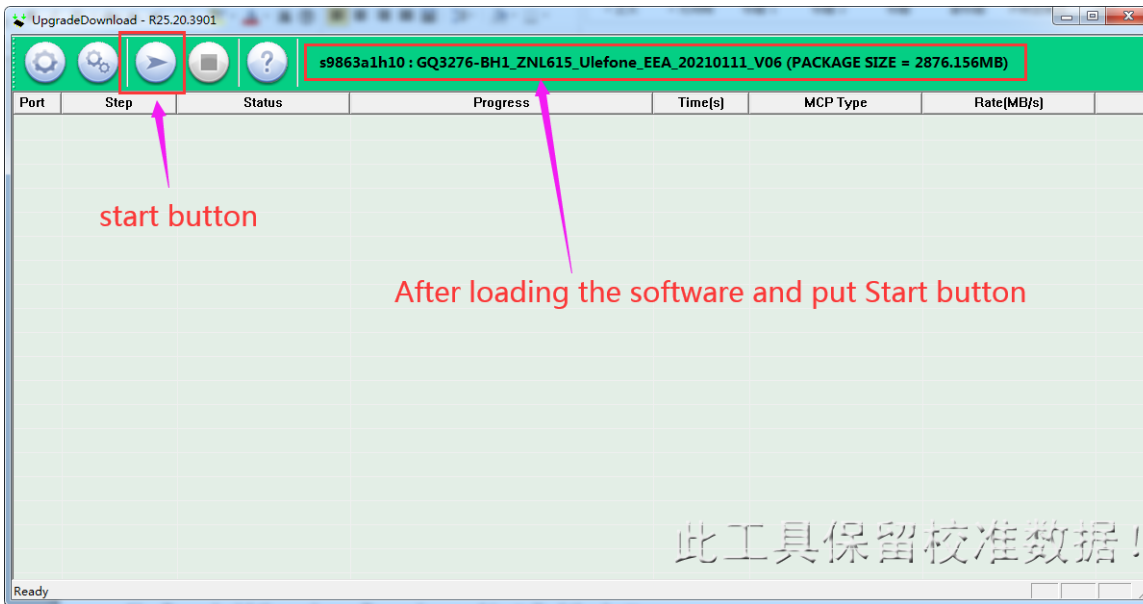 UpgradeDownload - R25.20.3901
s9863a1h10 : GQ3276-BH1_ZNL615_Ulefone_EEA_20210111_V06 (PACKAGE SIZE = 2876.156MB)
Port Step Status Progress Time(s) MCP Type Rate(MB/s)
start button
After loading the software and put Start button
此工具保留校准数据!
Ready